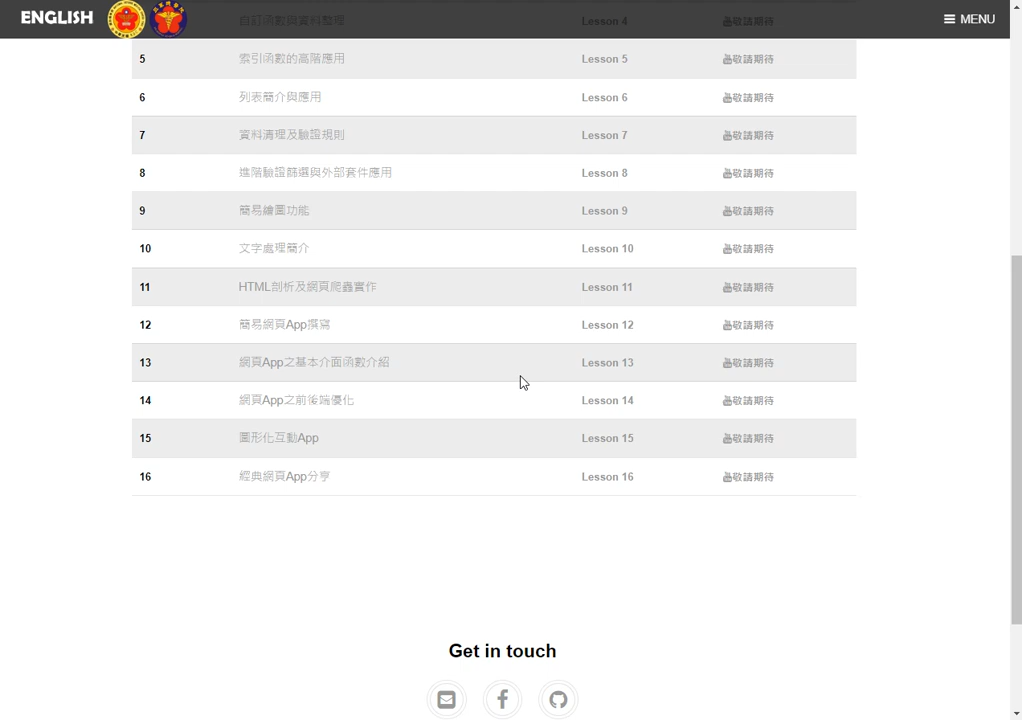 ENGLISH
MENU
自訂函數與資料整理 Lesson 4 敬請期待
5 索引函數的高階應用 Lesson 5 敬請期待
6 列表簡介與應用 Lesson 6 敬請期待
7 資料清理及驗證規則 Lesson 7 敬請期待
8 進階驗證篩選與外部套件應用 Lesson 8 敬請期待
9 簡易繪圖功能 Lesson 9 敬請期待
10 文字處理簡介 Lesson 10 敬請期待
11 HTML剖析及網頁爬蟲實作 Lesson 11 敬請期待
12 簡易網頁App撰寫 Lesson 12 敬請期待
13 網頁App之基本介面函數介紹 Lesson 13 敬請期待
14 網頁App之前後端優化 Lesson 14 敬請期待
15 圖形化互動App Lesson 15 敬請期待
16 經典網頁App分享 Lesson 16 敬請期待
Get in touch